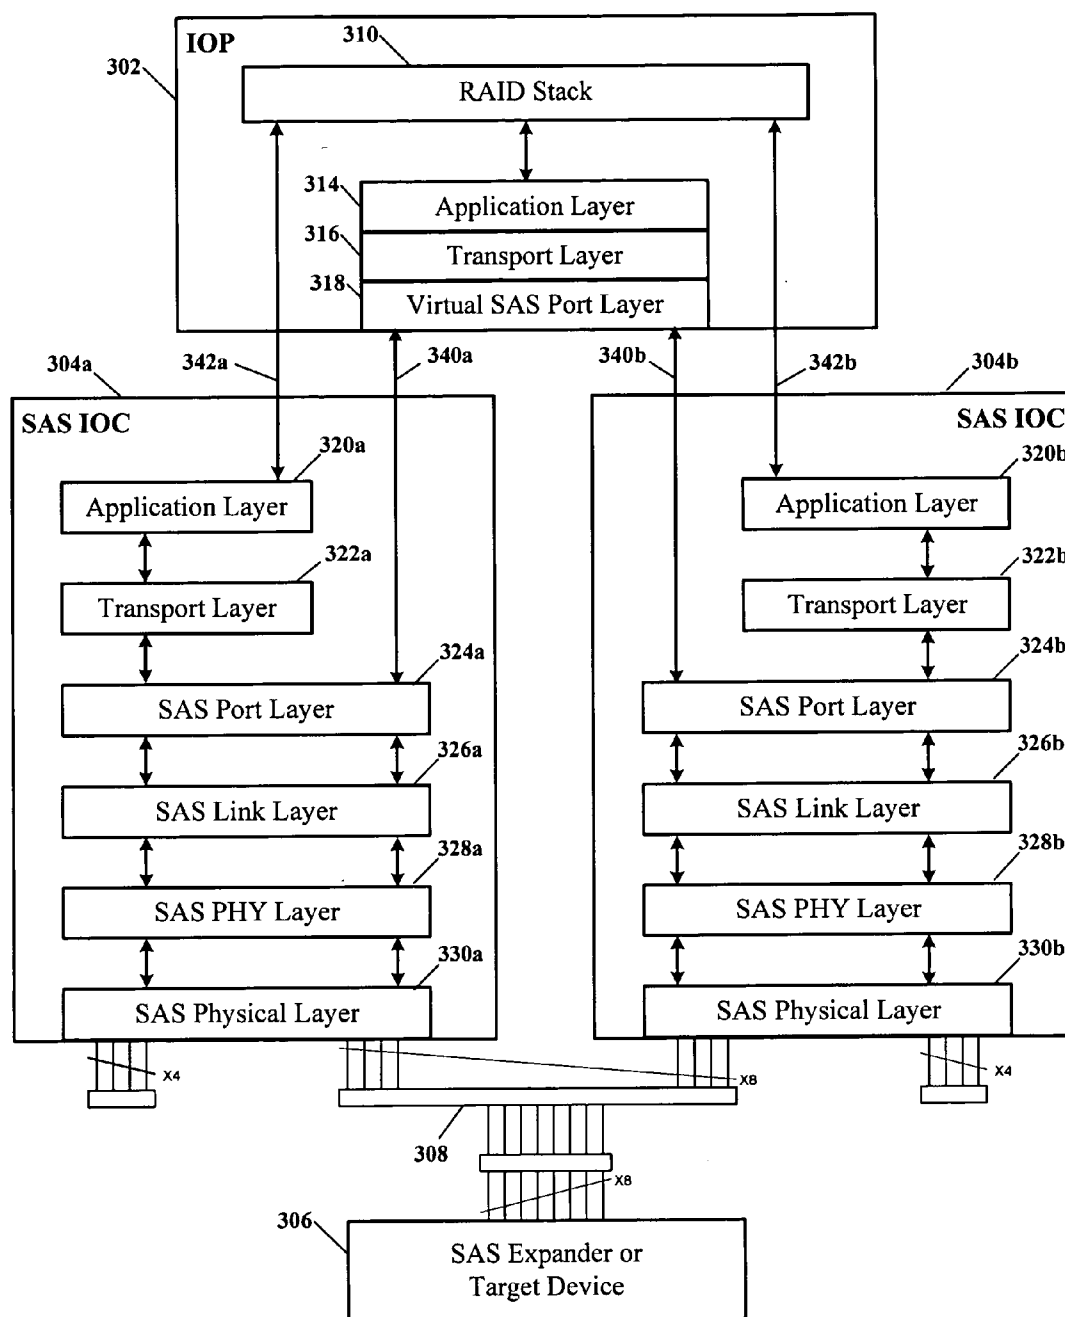 IOP
310
302
RAID Stack
314
Application Layer
316
Transport Layer
318
Virtual SAS Port Layer
304a
342a
340a
340b
342b
304b
SAS IOC
SAS IOC
320a
320b
Application Layer
Application Layer
322a
322b
Transport Layer
Transport Layer
324a
324b
SAS Port Layer
SAS Port Layer
326a
326b
SAS Link Layer
SAS Link Layer
328a
328b
SAS PHY Layer
SAS PHY Layer
330a
330b
SAS Physical Layer
SAS Physical Layer
X4
X8
X4
308
X8
306
SAS Expander or
Target Device